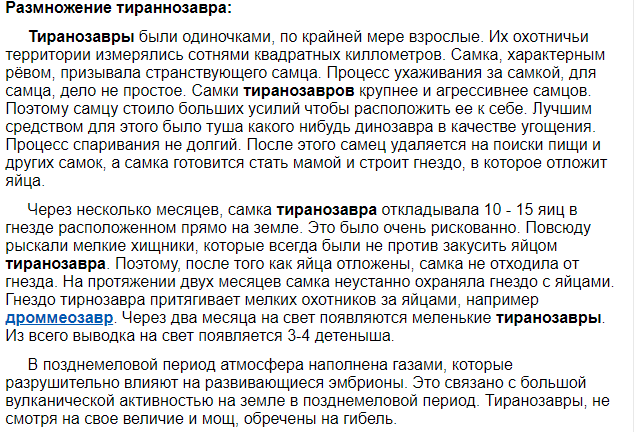 Размножение тираннозавра:
Тиранозавры были одиночками, по крайней мере взрослые. Их охотничьи
территории измерялись сотнями квадратных киллометров. Самка, характерным
рёвом, призывала странствующего самца. Процесс ухаживания за самкой, для
самца, дело не простое. Самки тиранозавров крупнее и агрессивнее самцов.
Поэтому самцу стоило больших усилий чтобы расположить ее к себе. Лучшим
средством для этого было туша какого нибудь динозавра в качестве угощения.
Процесс спаривания не долгий. После этого самец удаляется на поиски пищи и
других самок, а самка готовится стать мамой и строит гнездо, в которое отложит
яйца.
Через несколько месяцев, самка тиранозавра откладывала 10 - 15 яиц в
гнезде расположенном прямо на земле. Это было очень рискованно. Повсюду
рыскали мелкие хищники, которые всегда были не против закусить яйцом
тиранозавра. Поэтому, после того как яйца отложены, самка не отходила от
гнезда. На протяжении двух месяцев самка неустанно охраняла гнездо с яйцами.
Гнездо тирнозавра притягивает мелких охотников за яйцами, например
дроммеозавр. Через два месяца на свет появляются меленькие тиранозавры.
Из всего выводка на свет появляется 3-4 детеныша.
В позднемеловой период атмосфера наполнена газами, которые
разрушительно влияют на развивающиеся эмбрионы. Это связано с большой
вулканической активностью на земле в позднемеловой период. Тиранозавры, не
смотря на свое величие и мощ, обречены на гибель.